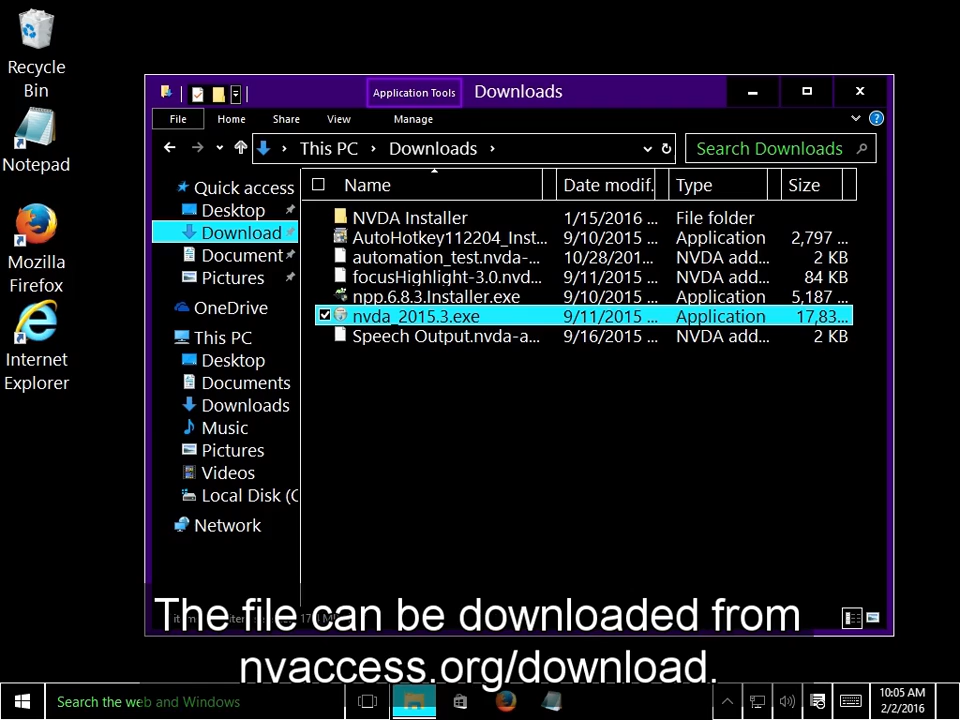 Recycle
Bin
Notepad
Mozilla
Firefox
Internet
Explorer
Application Tools
Downloads
File
Home
Share
View
Manage
This PC
Downloads
Search Downloads
Name
Date modif.
Type
Size
Quick access
Desktop
Download
Document
Pictures
OneDrive
This PC
Desktop
Documents
Downloads
Music
Pictures
Videos
Local Disk (C
Network
NVDA Installer 1/15/2016 ... File folder
AutoHotkey112204_Inst... 9/10/2015 ... Application 2,797 ...
automation_test.nvda-... 10/28/201... NVDA add... 2 KB
focusHighlight-3.0.nvd... 9/11/2015 ... NVDA add... 84 KB
npp.6.8.3.Installer.exe 9/10/2015 ... Application 5,187 ...
nvda_2015.3.exe 9/11/2015 ... Application 17,83...
Speech Output.nvda-a... 9/16/2015 ... NVDA add... 2 KB
The file can be downloaded from
nvaccess.org/download.
Search the web and Windows
10:05 AM
2/2/2016